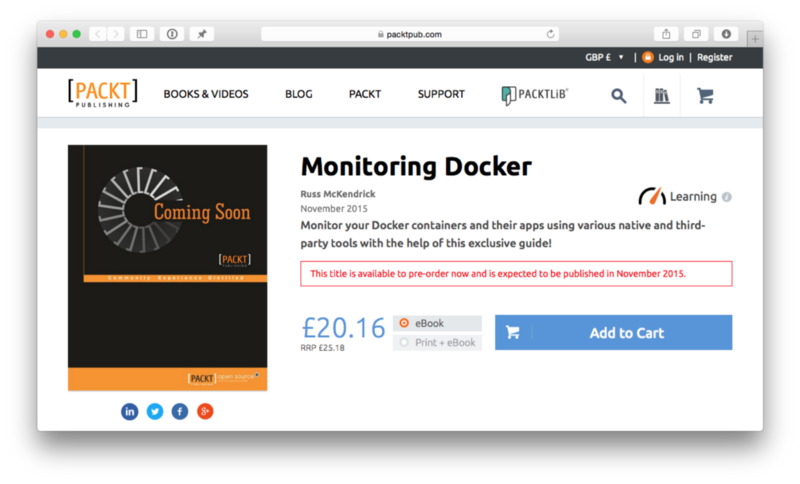 packtpub.com
GBP £ ▼ | Log in | Register
[PACKT]
PUBLISHING
BOOKS & VIDEOS
BLOG
PACKT
SUPPORT
PACKTLiB
Coming Soon
[PACKT]
PUBLISHING
Community Experience Distilled
[PACKT] open source*
PUBLISHING
Monitoring Docker
Russ McKendrick
November 2015
Learning i
Monitor your Docker containers and their apps using various native and third-
party tools with the help of this exclusive guide!
This title is available to pre-order now and is expected to be published in November 2015.
£20.16
RRP £25.18
eBook
Print + eBook
Add to Cart
in
f
g+